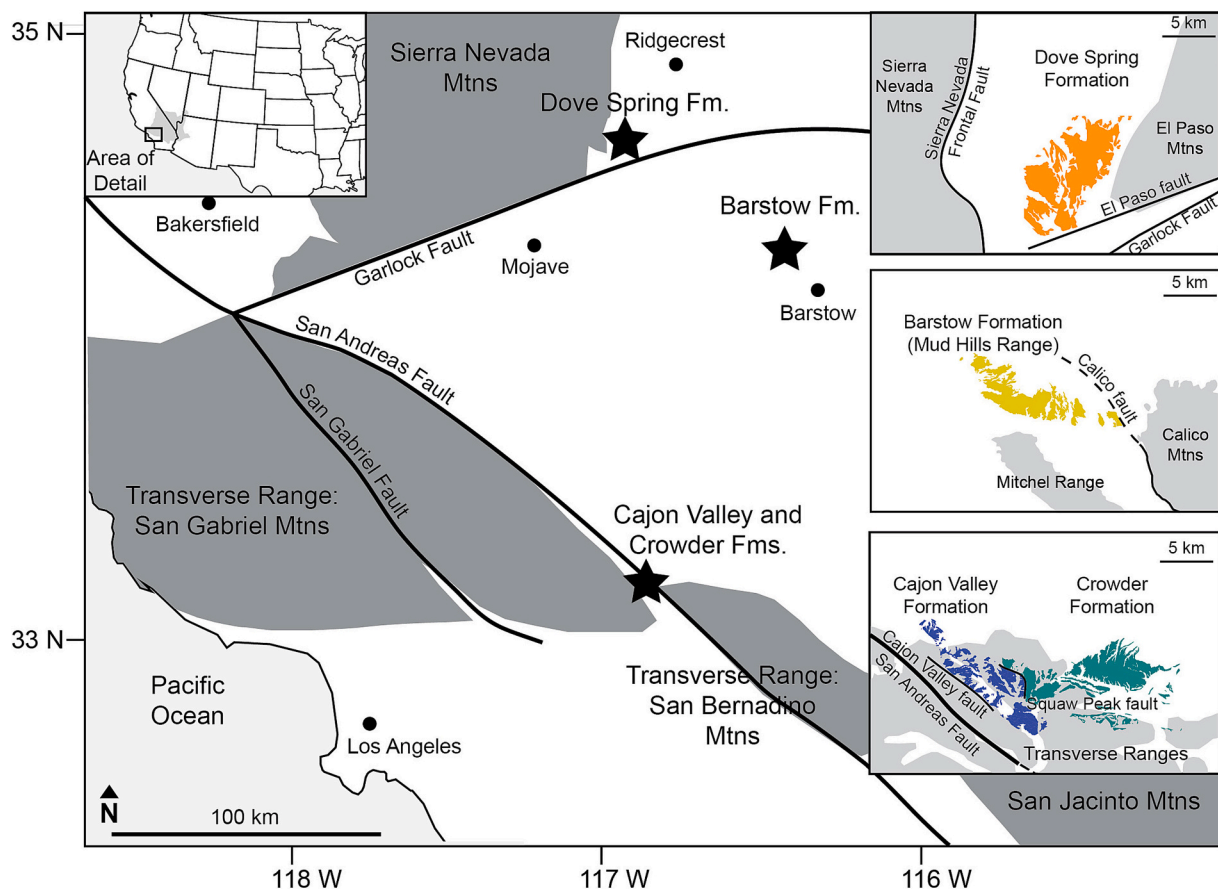 35 N
33 N
118 W
117 W
116 W
Area of
Detail
Sierra Nevada
Mtns
Ridgecrest
Dove Spring Fm.
Bakersfield
Garlock Fault
Mojave
Barstow Fm.
Barstow
San Andreas Fault
San Gabriel Fault
Transverse Range:
San Gabriel Mtns
Cajon Valley and
Crowder Fms.
Transverse Range:
San Bernadino
Mtns
Pacific
Ocean
Los Angeles
San Jacinto Mtns
N
100 km
5 km
Dove Spring
Formation
Sierra
Nevada
Mtns
Sierra Nevada
Frontal Fault
El Paso
Mtns
El Paso fault
Garlock Fault
5 km
Barstow Formation
(Mud Hills Range)
Calico fault
Calico
Mtns
Mitchel Range
5 km
Cajon Valley
Formation
Crowder
Formation
Cajon Valley fault
San Andreas Fault
Squaw Peak fault
Transverse Ranges